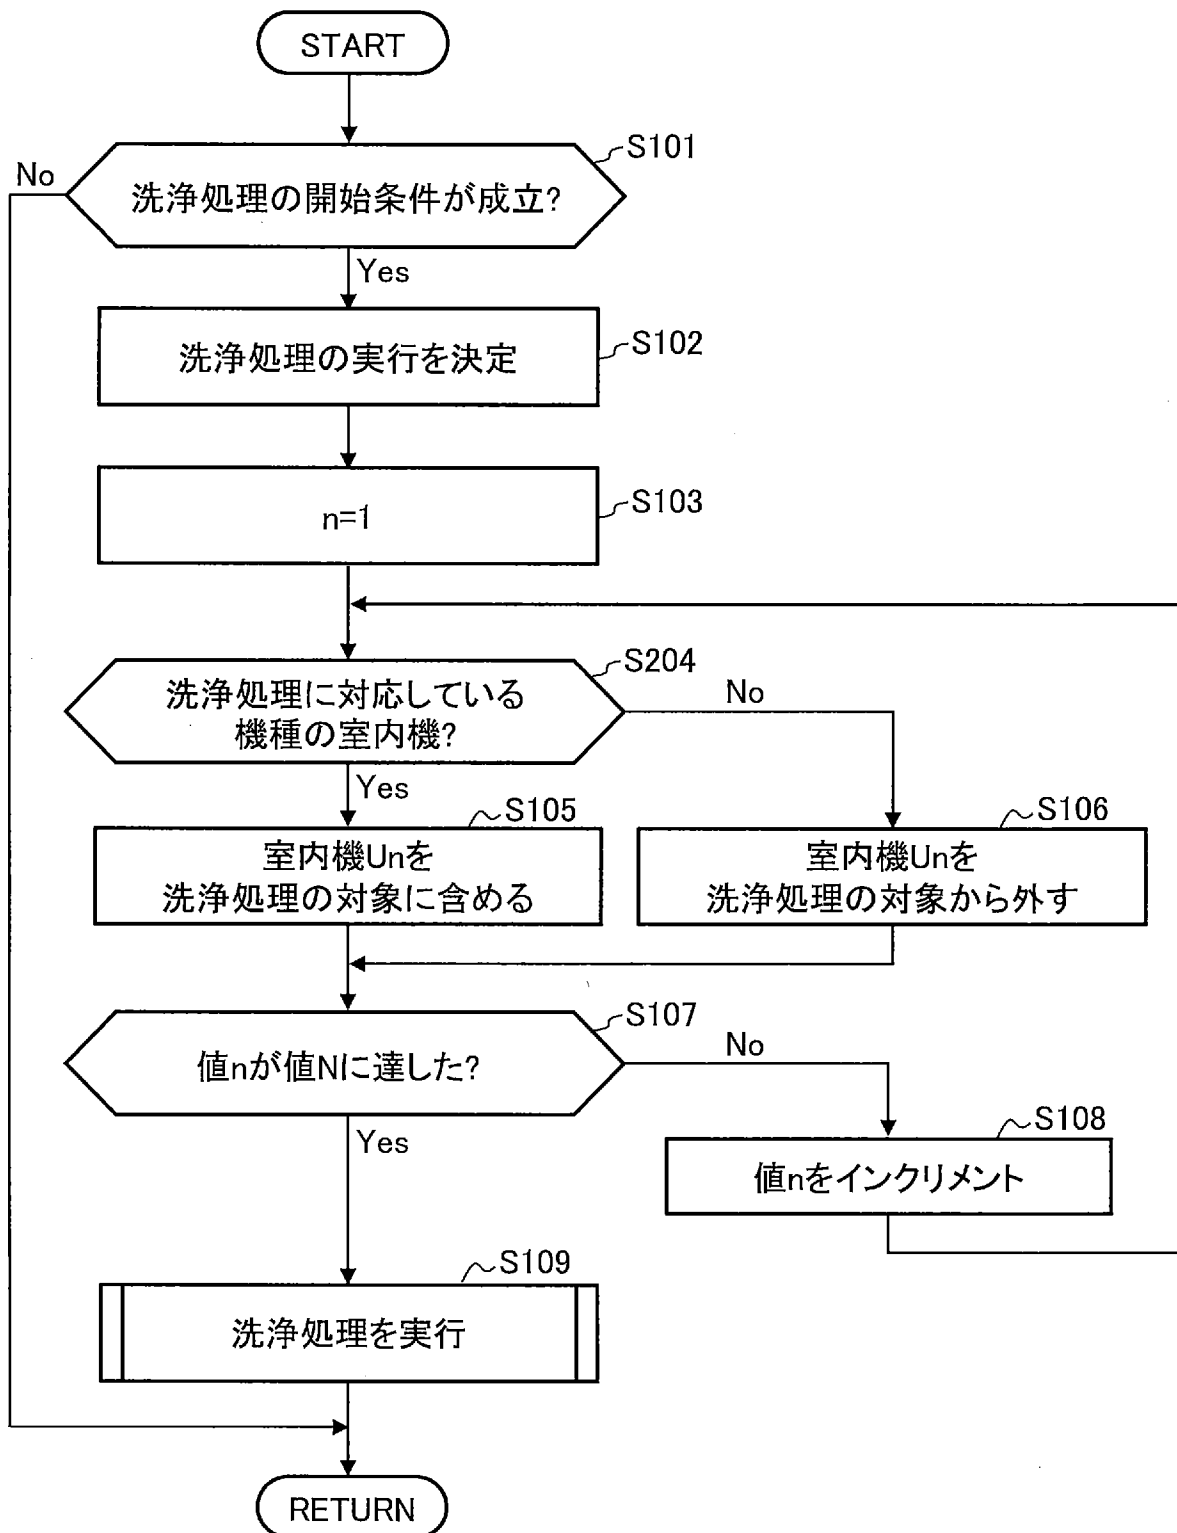 START
S101
No
洗浄処理の開始条件が成立?
Yes
S102
洗浄処理の実行を決定
S103
n=1
S204
洗浄処理に対応している
機種の室内機?
No
Yes
S105
室内機Unを
洗浄処理の対象に含める
S106
室内機Unを
洗浄処理の対象から外す
S107
値nが値Nに達した?
No
Yes
S108
値nをインクリメント
S109
洗浄処理を実行
RETURN